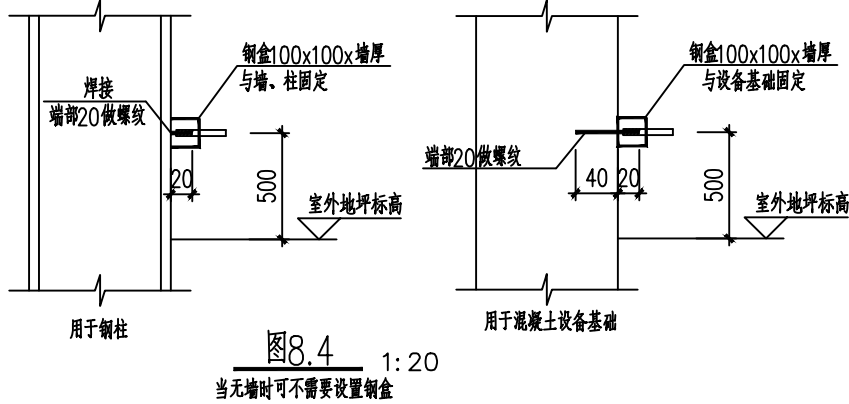 钢盒100x100x墙厚
与墙、柱固定
焊接
端部20做螺纹
20
500
室外地坪标高
用于钢柱
钢盒100x100x墙厚
与设备基础固定
端部20做螺纹
40
20
500
室外地坪标高
用于混凝土设备基础
图8.4 1:20
当无墙时可不需要设置钢盒